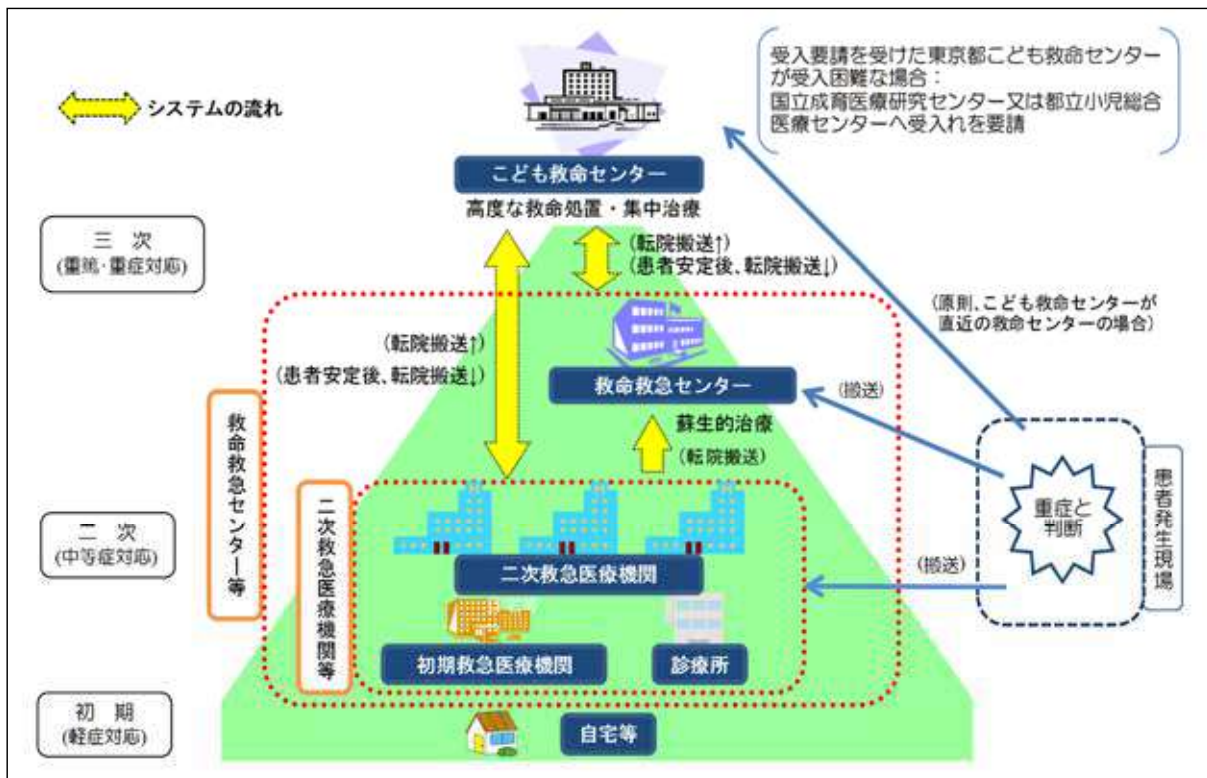 受入要請を受けた東京都こども救命センター
が受入困難な場合：
国立成育医療研究センター又は都立小児総合
医療センターへ受入れを要請
システムの流れ
こども救命センター
高度な救命処置・集中治療
三　次
(重篤・重症対応)
(転院搬送↑)
(患者安定後、転院搬送↓)
(原則、こども救命センターが
直近の救命センターの場合)
(転院搬送↑)
(患者安定後、転院搬送↓)
救命救急センター
(搬送)
蘇生的治療
(転院搬送)
救命救急センター等
二次救急医療機関等
患者発生現場
重症と
判断
二　次
(中等症対応)
二次救急医療機関
(搬送)
初期救急医療機関
診療所
初　期
(軽症対応)
自宅等